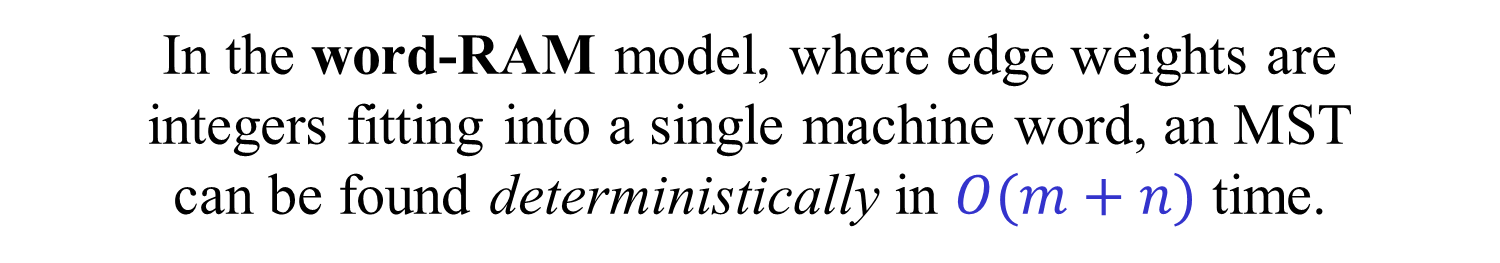 In the word-RAM model, where edge weights are
integers fitting into a single machine word, an MST
can be found deterministically in O(m + n) time.